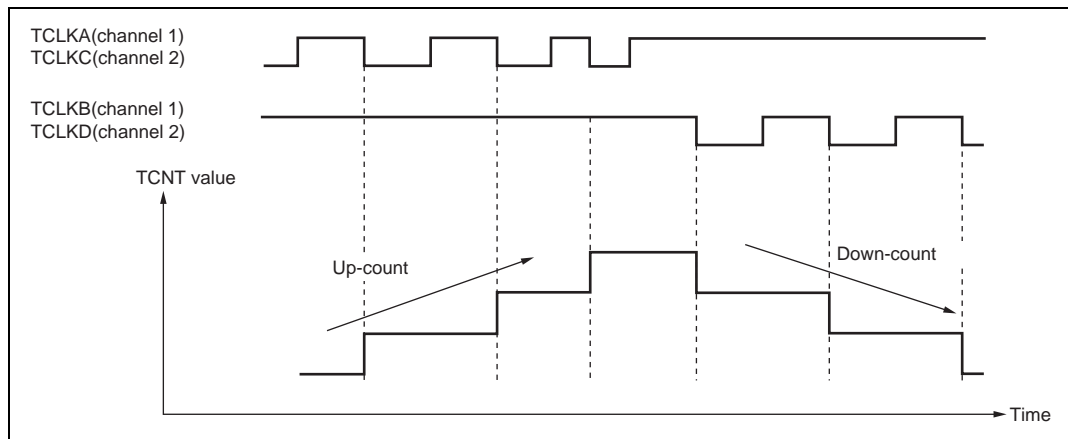 TCLKA(channel 1)
TCLKC(channel 2)
TCLKB(channel 1)
TCLKD(channel 2)
TCNT value
Up-count
Down-count
Time